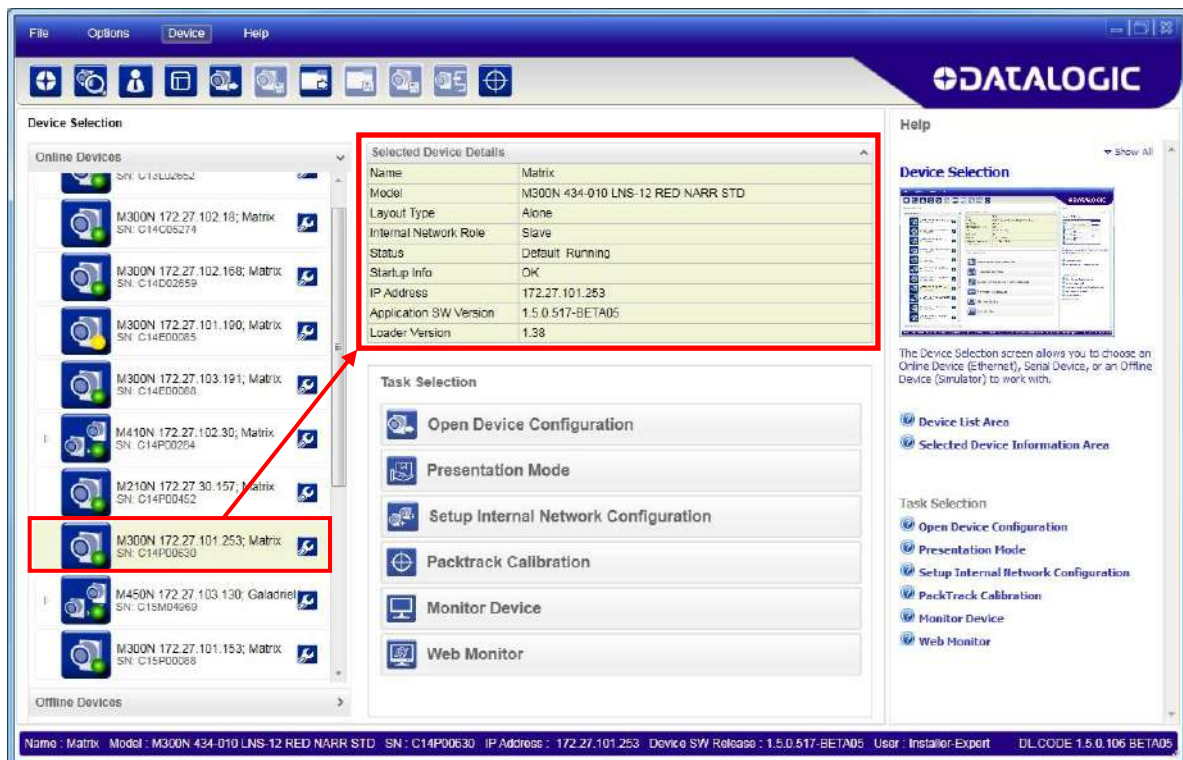 File Options Device Help
DATALOGIC
Device Selection
Online Devices
SN: C13L02652
M300N 172.27.102.18; Matrix
SN: C14C05274
M300N 172.27.102.168; Matrix
SN: C14D02659
M300N 172.27.101.190; Matrix
SN: C14E00085
M300N 172.27.103.191; Matrix
SN: C14E00088
M410N 172.27.102.30; Matrix
SN: C14P00284
M210N 172.27.30.157; Matrix
SN: C14P00452
M300N 172.27.101.253; Matrix
SN: C14P00630
M450N 172.27.103.130; Galadriel
SN: C15M04969
M300N 172.27.101.153; Matrix
SN: C15P00088
Offline Devices
Selected Device Details
Name Matrix
Model M300N 434-010 LNS-12 RED NARR STD
Layout Type Alone
Internal Network Role Slave
Status Default Running
Startup Info OK
IP Address 172.27.101.253
Application SW Version 1.5.0.517-BETA05
Loader Version 1.38
Task Selection
Open Device Configuration
Presentation Mode
Setup Internal Network Configuration
Packtrack Calibration
Monitor Device
Web Monitor
Help
Show All
Device Selection
The Device Selection screen allows you to choose an
Online Device (Ethernet), Serial Device, or an Offline
Device (Simulator) to work with.
Device List Area
Selected Device Information Area
Task Selection
Open Device Configuration
Presentation Mode
Setup Internal Network Configuration
PackTrack Calibration
Monitor Device
Web Monitor
Name : Matrix Model : M300N 434-010 LNS-12 RED NARR STD SN : C14P00630 IP Address : 172.27.101.253 Device SW Release : 1.5.0.517-BETA05 User : Installer-Expert DL.CODE 1.5.0.106 BETA05